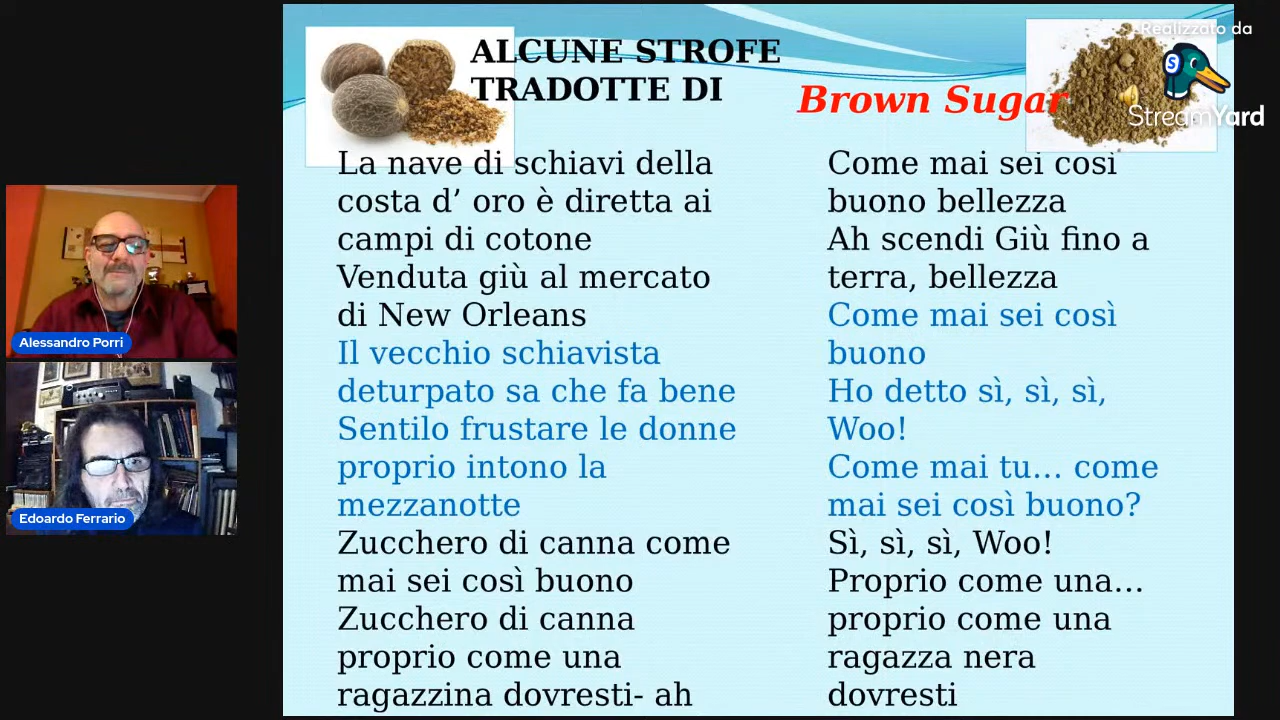 ALCUNE STROFE
TRADOTTE DI
Brown Sugar
Realizzato da
StreamYard
La nave di schiavi della
costa d’ oro è diretta ai
campi di cotone
Venduta giù al mercato
di New Orleans
Il vecchio schiavista
deturpato sa che fa bene
Sentilo frustare le donne
proprio intono la
mezzanotte
Zucchero di canna come
mai sei così buono
Zucchero di canna
proprio come una
ragazzina dovresti- ah
Come mai sei così
buono bellezza
Ah scendi Giù fino a
terra, bellezza
Come mai sei così
buono
Ho detto sì, sì, sì,
Woo!
Come mai tu... come
mai sei così buono?
Sì, sì, sì, Woo!
Proprio come una...
proprio come una
ragazza nera
dovresti
Alessandro Porri
Edoardo Ferrario